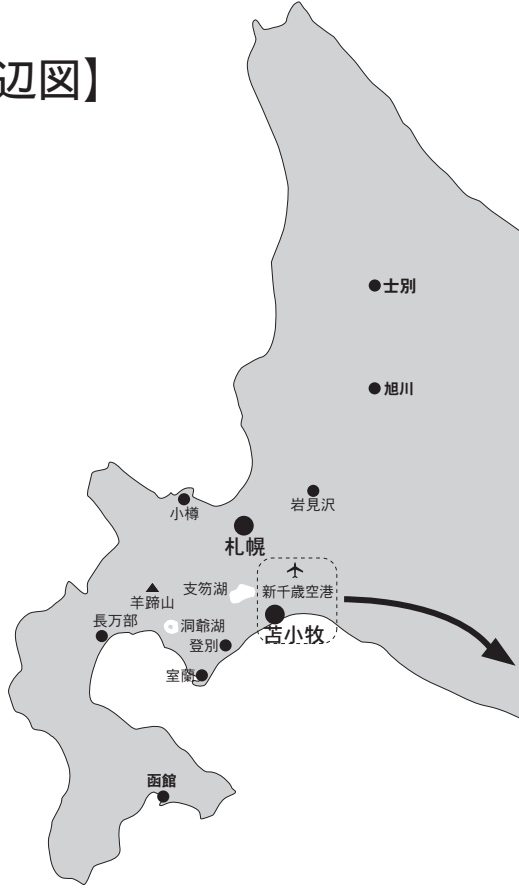 辺図】
士別
旭川
岩見沢
小樽
札幌
支笏湖
新千歳空港
羊蹄山
長万部
洞爺湖
苫小牧
登別
室蘭
函館